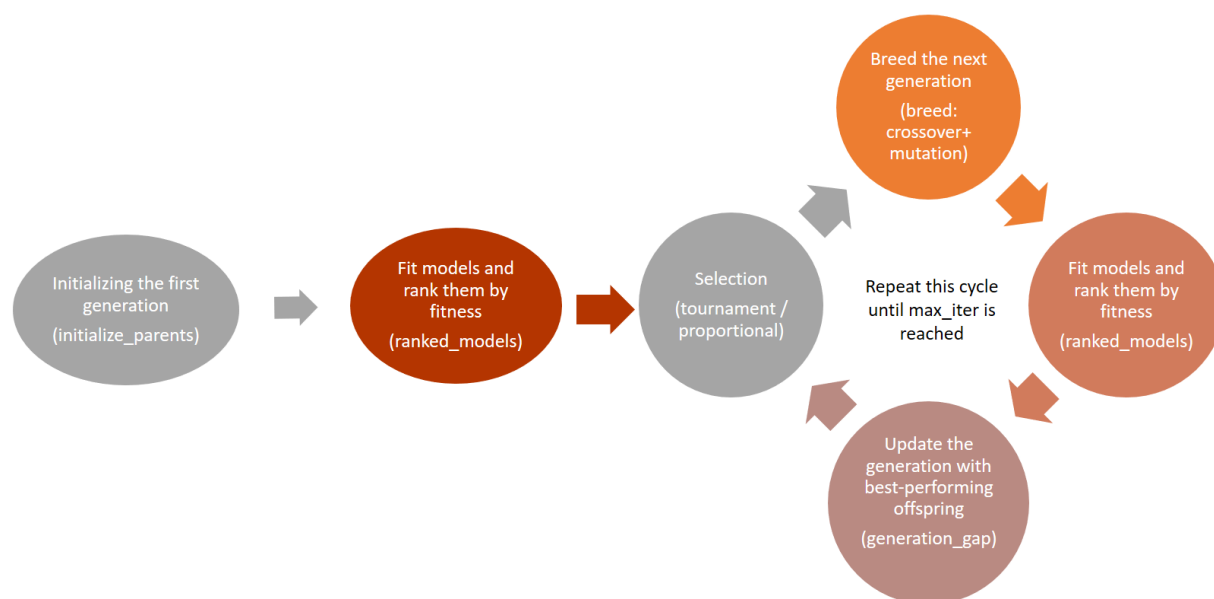 Initializing the first
generation
(initialize_parents)
Fit models and
rank them by
fitness
(ranked_models)
Selection
(tournament /
proportional)
Breed the next
generation
(breed:
crossover+
mutation)
Fit models and
rank them by
fitness
(ranked_models)
Update the
generation with
best-performing
offspring
(generation_gap)
Repeat this cycle
until max_iter is
reached